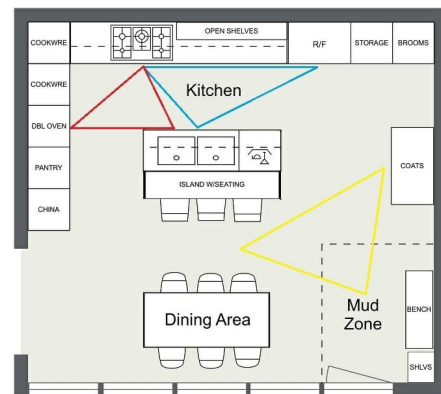 COOKWRE
OPEN SHELVES
R/F
STORAGE
BROOMS
COOKWRE
Kitchen
DBL OVEN
PANTRY
COATS
ISLAND W/SEATING
CHINA
Dining Area
Mud
Zone
BENCH
SHLVS